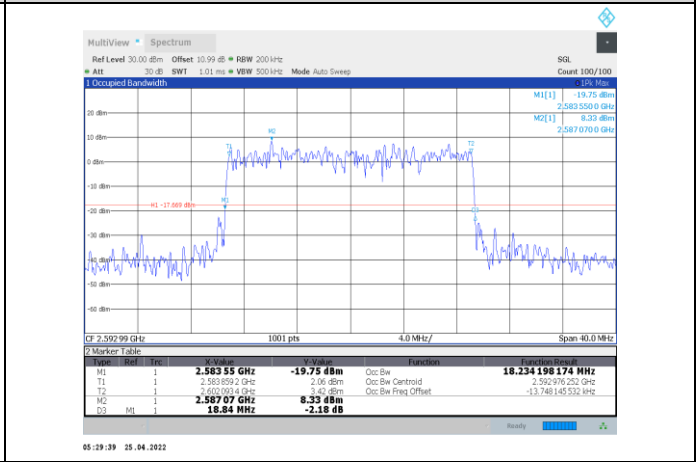 MultiView Spectrum
Ref Level 30.00 dBm Offset 10.99 dB RBW 200 kHz SGL
Att 30 dB SWT 1.01 ms VBW 500 kHz Mode Auto Sweep Count 100/100
1 Occupied Bandwidth 1Pk Max
M1[1] -19.75 dBm
2.583 5500 GHz
M2[1] 8.33 dBm
2.587 0700 GHz
20 dBm
M2
10 dBm
T1 T2
0 dBm
-10 dBm
H1 -17.669 dBm
-20 dBm
-30 dBm
-40 dBm
-50 dBm
-60 dBm
CF 2.592 99 GHz 1001 pts 4.0 MHz/ Span 40.0 MHz
2 Marker Table
Type Ref Trc X-Value Y-Value Function Function Result
M1 1 2.583 55 GHz -19.75 dBm Occ Bw 18.234 198 174 MHz
T1 1 2.583 859 2 GHz 2.06 dBm Occ Bw Centroid 2.592 976 252 GHz
T2 1 2.602 093 4 GHz 3.42 dBm Occ Bw Freq Offset -13.748 145 532 kHz
M2 1 2.587 07 GHz 8.33 dBm
D3 M1 1 18.84 MHz -2.18 dB
Ready
05:29:39 25.04.2022